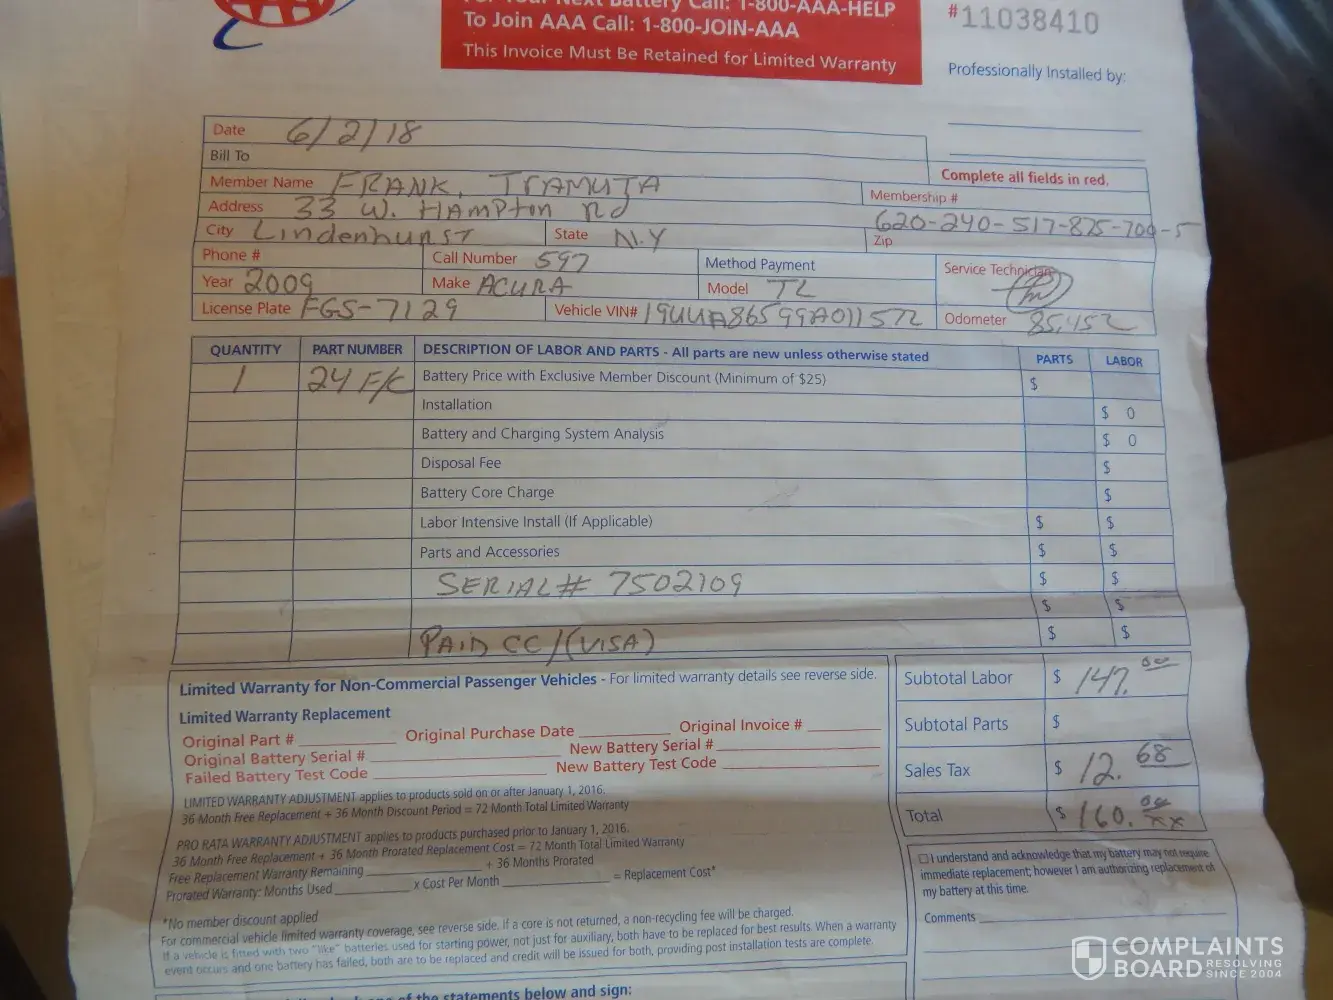 For Your Next Battery Call: 1-800-AAA-HELP
To Join AAA Call: 1-800-JOIN-AAA
This Invoice Must Be Retained for Limited Warranty
#11038410
Professionally Installed by:
Date 6/2/18
Bill To
Complete all fields in red.
Member Name FRANK, TRAMUTA
Membership #
Address 33 W. HAMPton Rd
620-240-517-875-700-5
City Lindenhurst State N.Y Zip
Phone # Call Number 597 Method Payment Service Technician
Year 2009 Make ACURA Model TL
License Plate FGS-7129 Vehicle VIN# 19UUA86599A011572 Odometer 85,452
QUANTITY PART NUMBER DESCRIPTION OF LABOR AND PARTS - All parts are new unless otherwise stated PARTS LABOR
1 24 F/C Battery Price with Exclusive Member Discount (Minimum of $25) $
Installation $ 0
Battery and Charging System Analysis $ 0
Disposal Fee $
Battery Core Charge $
Labor Intensive Install (If Applicable) $ $
Parts and Accessories $ $
SERIAL# 7502109 $ $
$ $
PAID CC/(VISA) $ $
Limited Warranty for Non-Commercial Passenger Vehicles - For limited warranty details see reverse side.
Limited Warranty Replacement
Original Part # Original Purchase Date Original Invoice #
Original Battery Serial # New Battery Serial #
Failed Battery Test Code New Battery Test Code
LIMITED WARRANTY ADJUSTMENT applies to products sold on or after January 1, 2016.
36 Month Free Replacement + 36 Month Discount Period = 72 Month Total Limited Warranty
PRO RATA WARRANTY ADJUSTMENT applies to products purchased prior to January 1, 2016.
36 Month Free Replacement + 36 Month Prorated Replacement Cost = 72 Month Total Limited Warranty
Free Replacement Warranty Remaining + 36 Months Prorated
Prorated Warranty: Months Used x Cost Per Month = Replacement Cost*
*No member discount applied
For commercial vehicle limited warranty coverage, see reverse side. If a core is not returned, a non-recycling fee will be charged.
If a vehicle is fitted with two "like" batteries used for starting power, not just for auxiliary, both have to be replaced for best results. When a warranty
event occurs and one battery has failed, both are to be replaced and credit will be issued for both, providing post installation tests are complete.
Subtotal Labor $ 147.00
Subtotal Parts $
Sales Tax $ 12.68
Total $ 160.00 xx
I understand and acknowledge that my battery may not require
immediate replacement; however I am authorizing replacement of
my battery at this time.
Comments
of the statements below and sign:
COMPLAINTS
BOARD RESOLVING
SINCE 2004